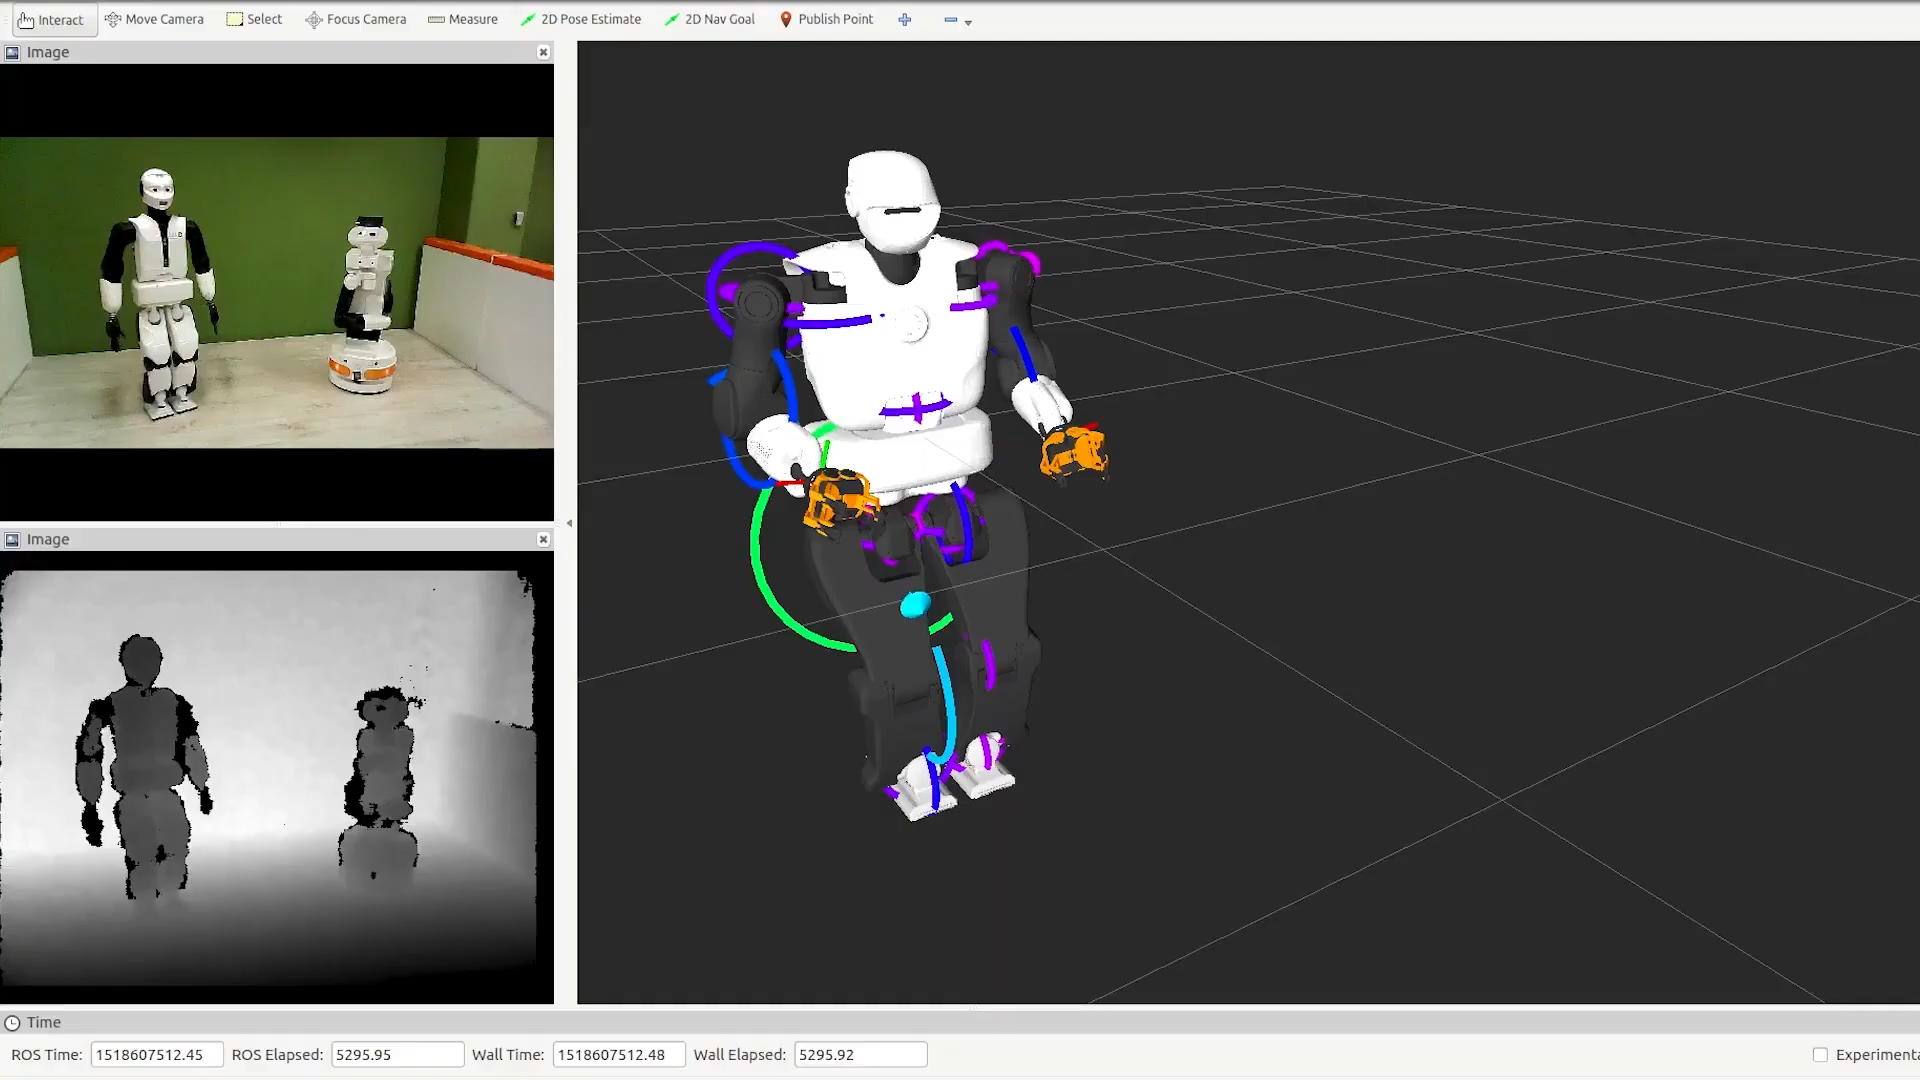 Interact Move Camera Select Focus Camera Measure 2D Pose Estimate 2D Nav Goal Publish Point
Image
Image
Time
ROS Time: 1518607512.45 ROS Elapsed: 5295.95 Wall Time: 1518607512.48 Wall Elapsed: 5295.92 Experimenta